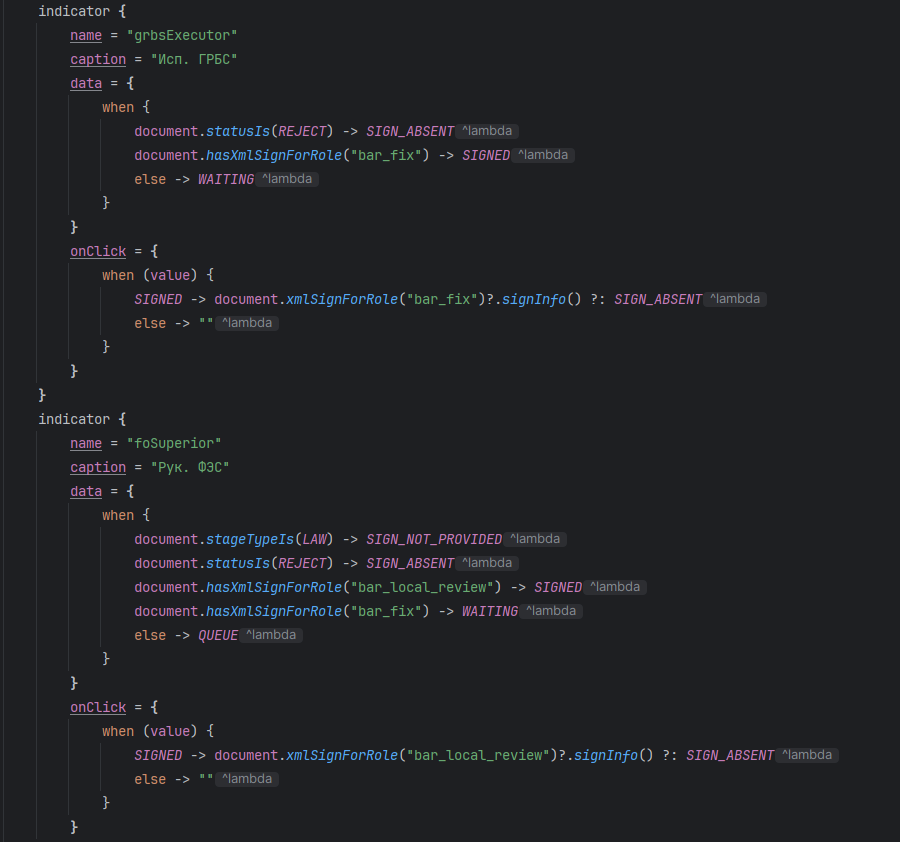 indicator {
name = "grbsExecutor"
caption = "Исп. ГРБС"
data = {
when {
document.statusIs(REJECT) -> SIGN_ABSENT ^lambda
document.hasXmlSignForRole("bar_fix") -> SIGNED ^lambda
else -> WAITING ^lambda
}
}
onClick = {
when (value) {
SIGNED -> document.xmlSignForRole("bar_fix")?.signInfo() ?: SIGN_ABSENT ^lambda
else -> "" ^lambda
}
}
}
indicator {
name = "foSuperior"
caption = "Рук. ФЭС"
data = {
when {
document.stageTypeIs(LAW) -> SIGN_NOT_PROVIDED ^lambda
document.statusIs(REJECT) -> SIGN_ABSENT ^lambda
document.hasXmlSignForRole("bar_local_review") -> SIGNED ^lambda
document.hasXmlSignForRole("bar_fix") -> WAITING ^lambda
else -> QUEUE ^lambda
}
}
onClick = {
when (value) {
SIGNED -> document.xmlSignForRole("bar_local_review")?.signInfo() ?: SIGN_ABSENT ^lambda
else -> "" ^lambda
}
}